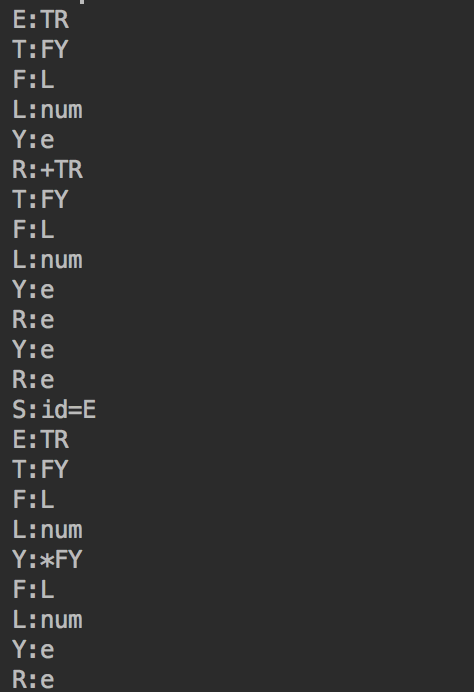 E:TR
T:FY
F:L
L:num
Y:e
R:+TR
T:FY
F:L
L:num
Y:e
R:e
Y:e
R:e
S:id=E
E:TR
T:FY
F:L
L:num
Y:*FY
F:L
L:num
Y:e
R:e